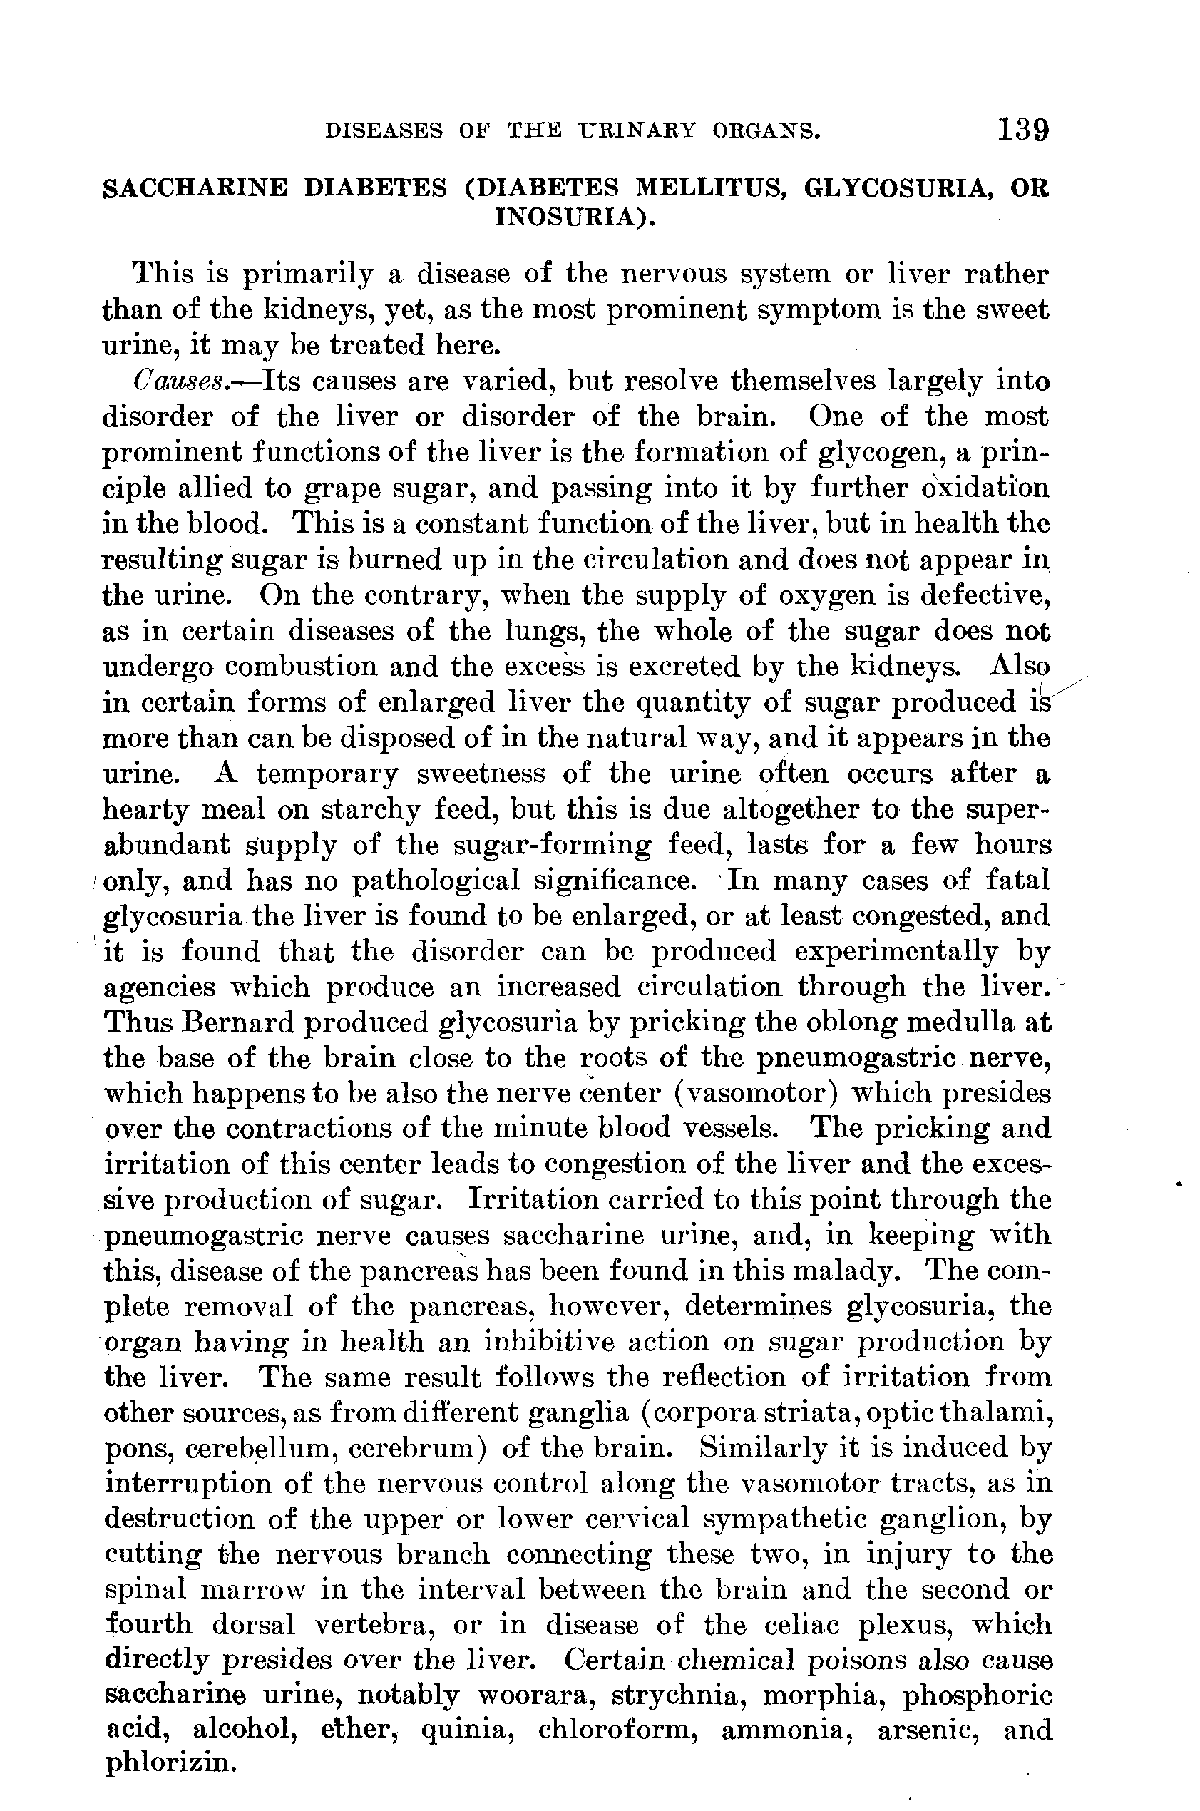 DISEASES OF THE URINARY ORGANS. 139
SACCHARINE DIABETES (DIABETES MELLITUS, GLYCOSURIA, OR
INOSURIA).
This is primarily a disease of the nervous system or liver rather
than of the kidneys, yet, as the most prominent symptom is the sweet
urine, it may be treated here.
Causes.—Its causes are varied, but resolve themselves largely into
disorder of the liver or disorder of the brain. One of the most
prominent functions of the liver is the formation of glycogen, a prin-
ciple allied to grape sugar, and passing into it by further oxidation
in the blood. This is a constant function of the liver, but in health the
resulting sugar is burned up in the circulation and does not appear in
the urine. On the contrary, when the supply of oxygen is defective,
as in certain diseases of the lungs, the whole of the sugar does not
undergo combustion and the excess is excreted by the kidneys. Also
in certain forms of enlarged liver the quantity of sugar produced is
more than can be disposed of in the natural way, and it appears in the
urine. A temporary sweetness of the urine often occurs after a
hearty meal on starchy feed, but this is due altogether to the super-
abundant supply of the sugar-forming feed, lasts for a few hours
only, and has no pathological significance. In many cases of fatal
glycosuria the liver is found to be enlarged, or at least congested, and
it is found that the disorder can be produced experimentally by
agencies which produce an increased circulation through the liver.
Thus Bernard produced glycosuria by pricking the oblong medulla at
the base of the brain close to the roots of the pneumogastric nerve,
which happens to be also the nerve center (vasomotor) which presides
over the contractions of the minute blood vessels. The pricking and
irritation of this center leads to congestion of the liver and the exces-
sive production of sugar. Irritation carried to this point through the
pneumogastric nerve causes saccharine urine, and, in keeping with
this, disease of the pancreas has been found in this malady. The com-
plete removal of the pancreas, however, determines glycosuria, the
organ having in health an inhibitive action on sugar production by
the liver. The same result follows the reflection of irritation from
other sources, as from different ganglia (corpora striata, optic thalami,
pons, cerebellum, cerebrum) of the brain. Similarly it is induced by
interruption of the nervous control along the vasomotor tracts, as in
destruction of the upper or lower cervical sympathetic ganglion, by
cutting the nervous branch connecting these two, in injury to the
spinal marrow in the interval between the brain and the second or
fourth dorsal vertebra, or in disease of the celiac plexus, which
directly presides over the liver. Certain chemical poisons also cause
saccharine urine, notably woorara, strychnia, morphia, phosphoric
acid, alcohol, ether, quinia, chloroform, ammonia, arsenic, and
phlorizin.